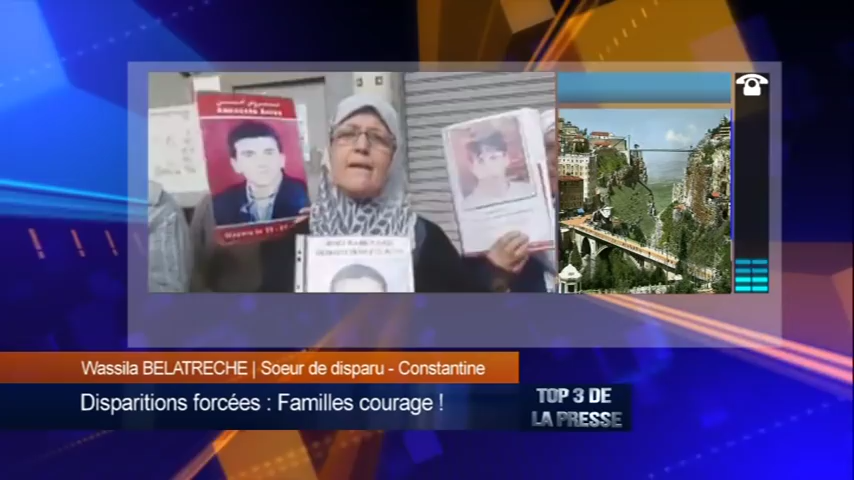 Wassila BELATRECHE | Soeur de disparu - Constantine
Disparitions forcées : Familles courage !
TOP 3 DE
LA PRESSE